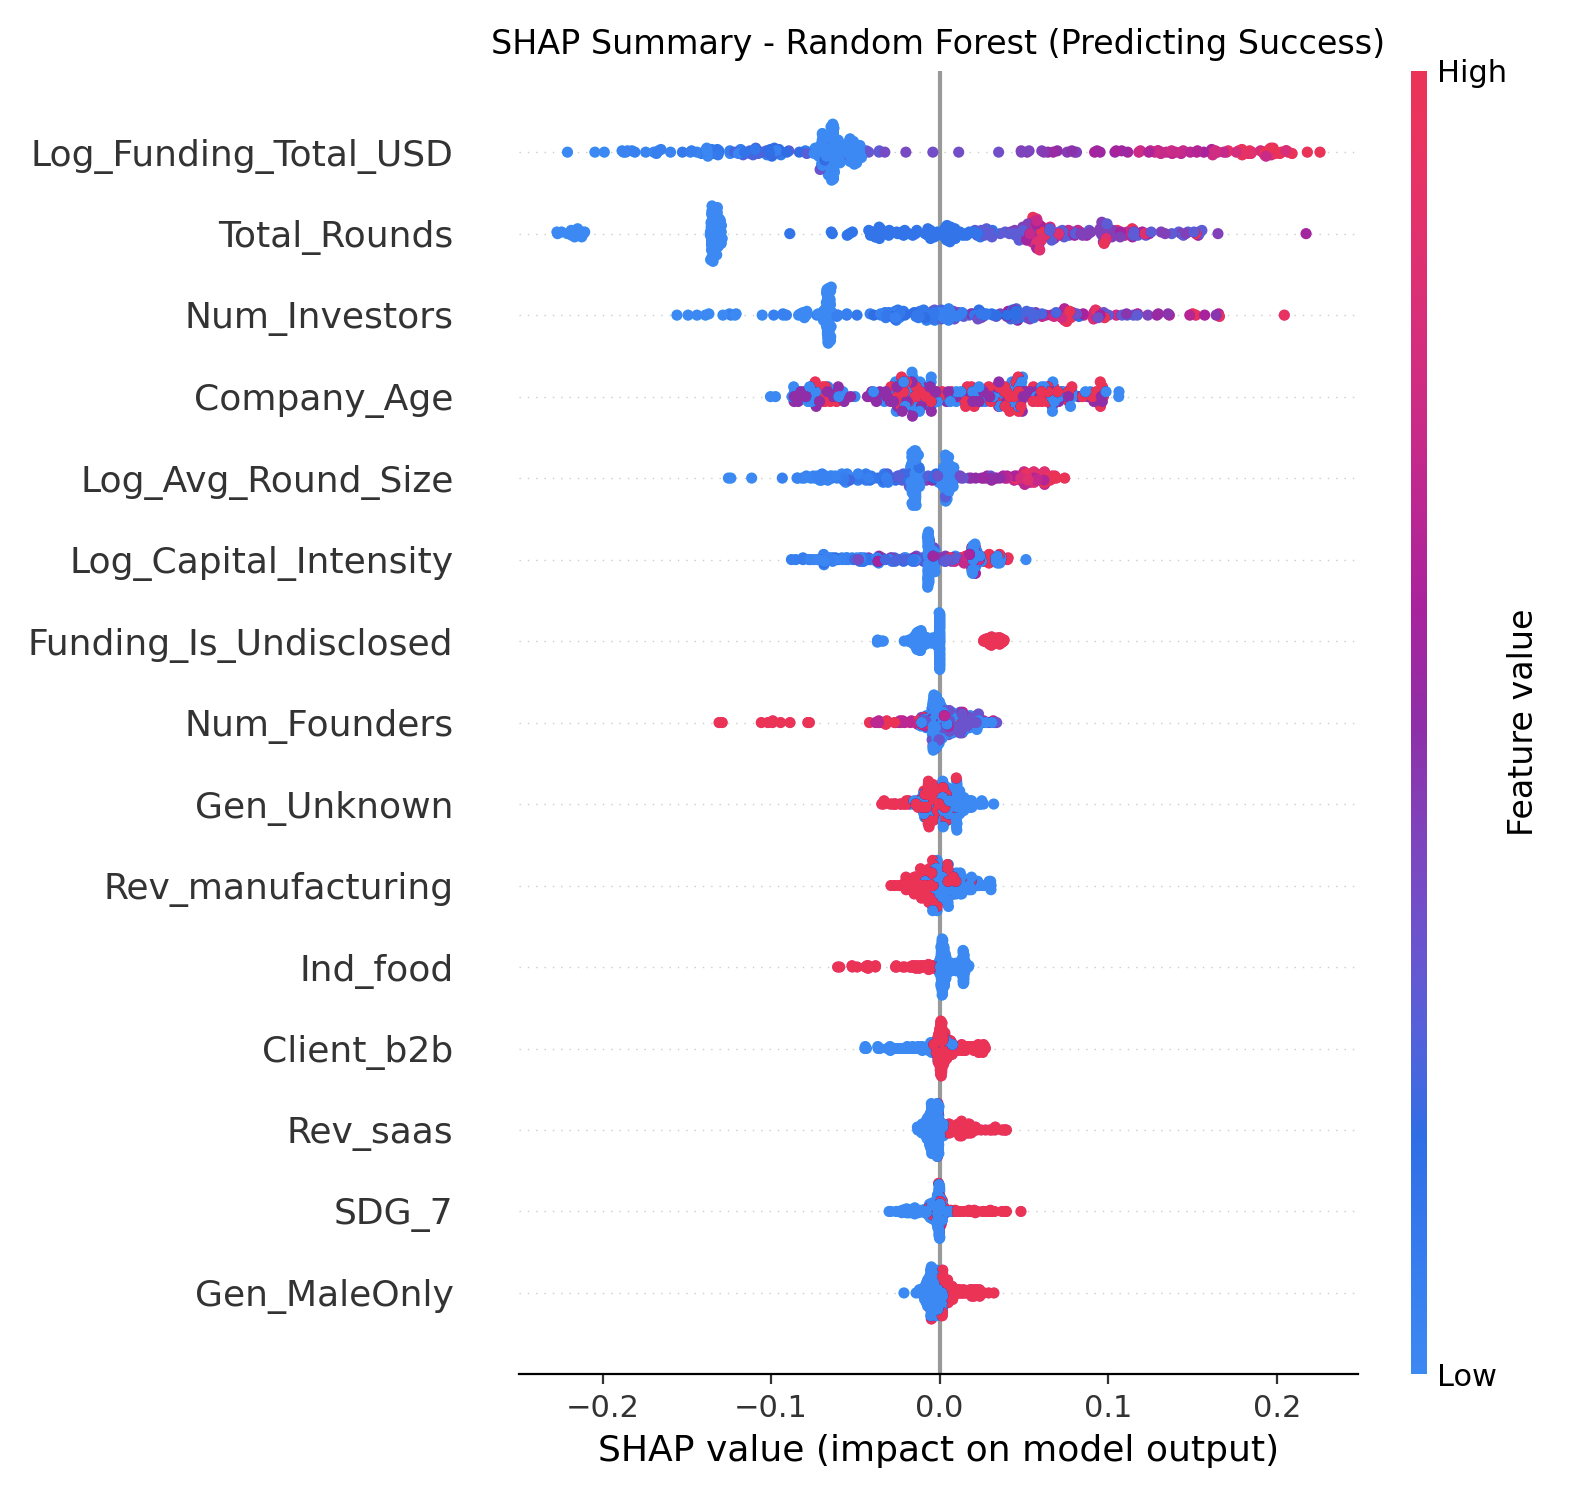 SHAP Summary - Random Forest (Predicting Success)
High
Log_Funding_Total_USD
Total_Rounds
Num_Investors
Company_Age
Log_Avg_Round_Size
Log_Capital_Intensity
Funding_Is_Undisclosed
Num_Founders
Gen_Unknown
Rev_manufacturing
Ind_food
Client_b2b
Rev_saas
SDG_7
Gen_MaleOnly
Feature value
Low
−0.2 −0.1 0.0 0.1 0.2
SHAP value (impact on model output)